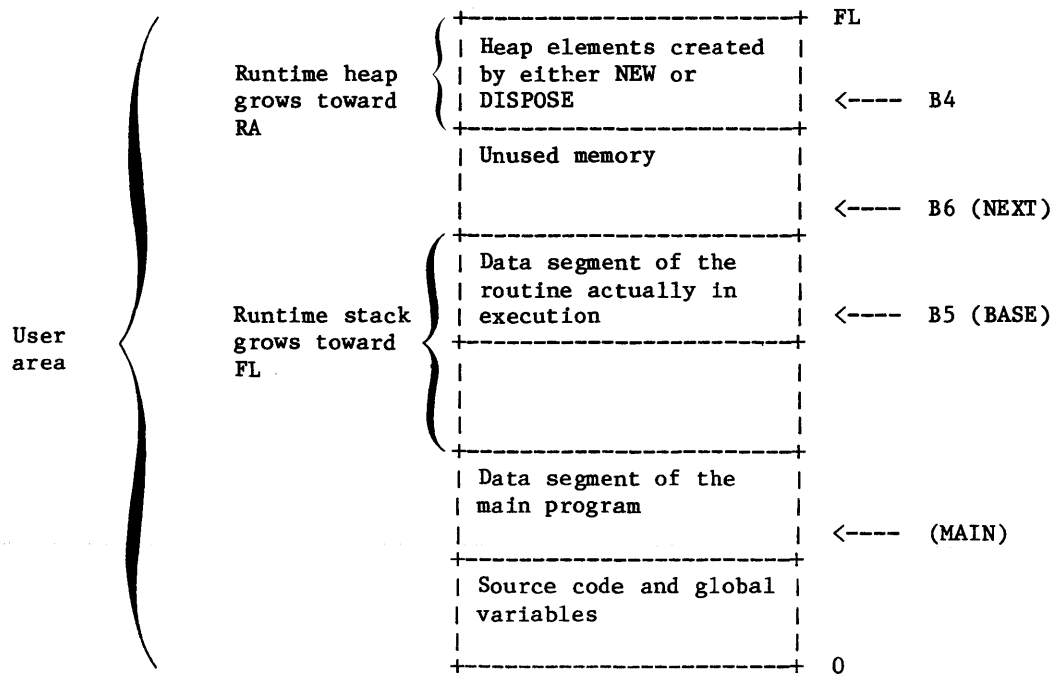 FL
Heap elements created
by either NEW or
DISPOSE
Runtime heap
grows toward
RA
<---- B4
Unused memory
<---- B6 (NEXT)
Data segment of the
routine actually in
execution
Runtime stack
grows toward
FL
<---- B5 (BASE)
User
area
Data segment of the
main program
<---- (MAIN)
Source code and global
variables
0